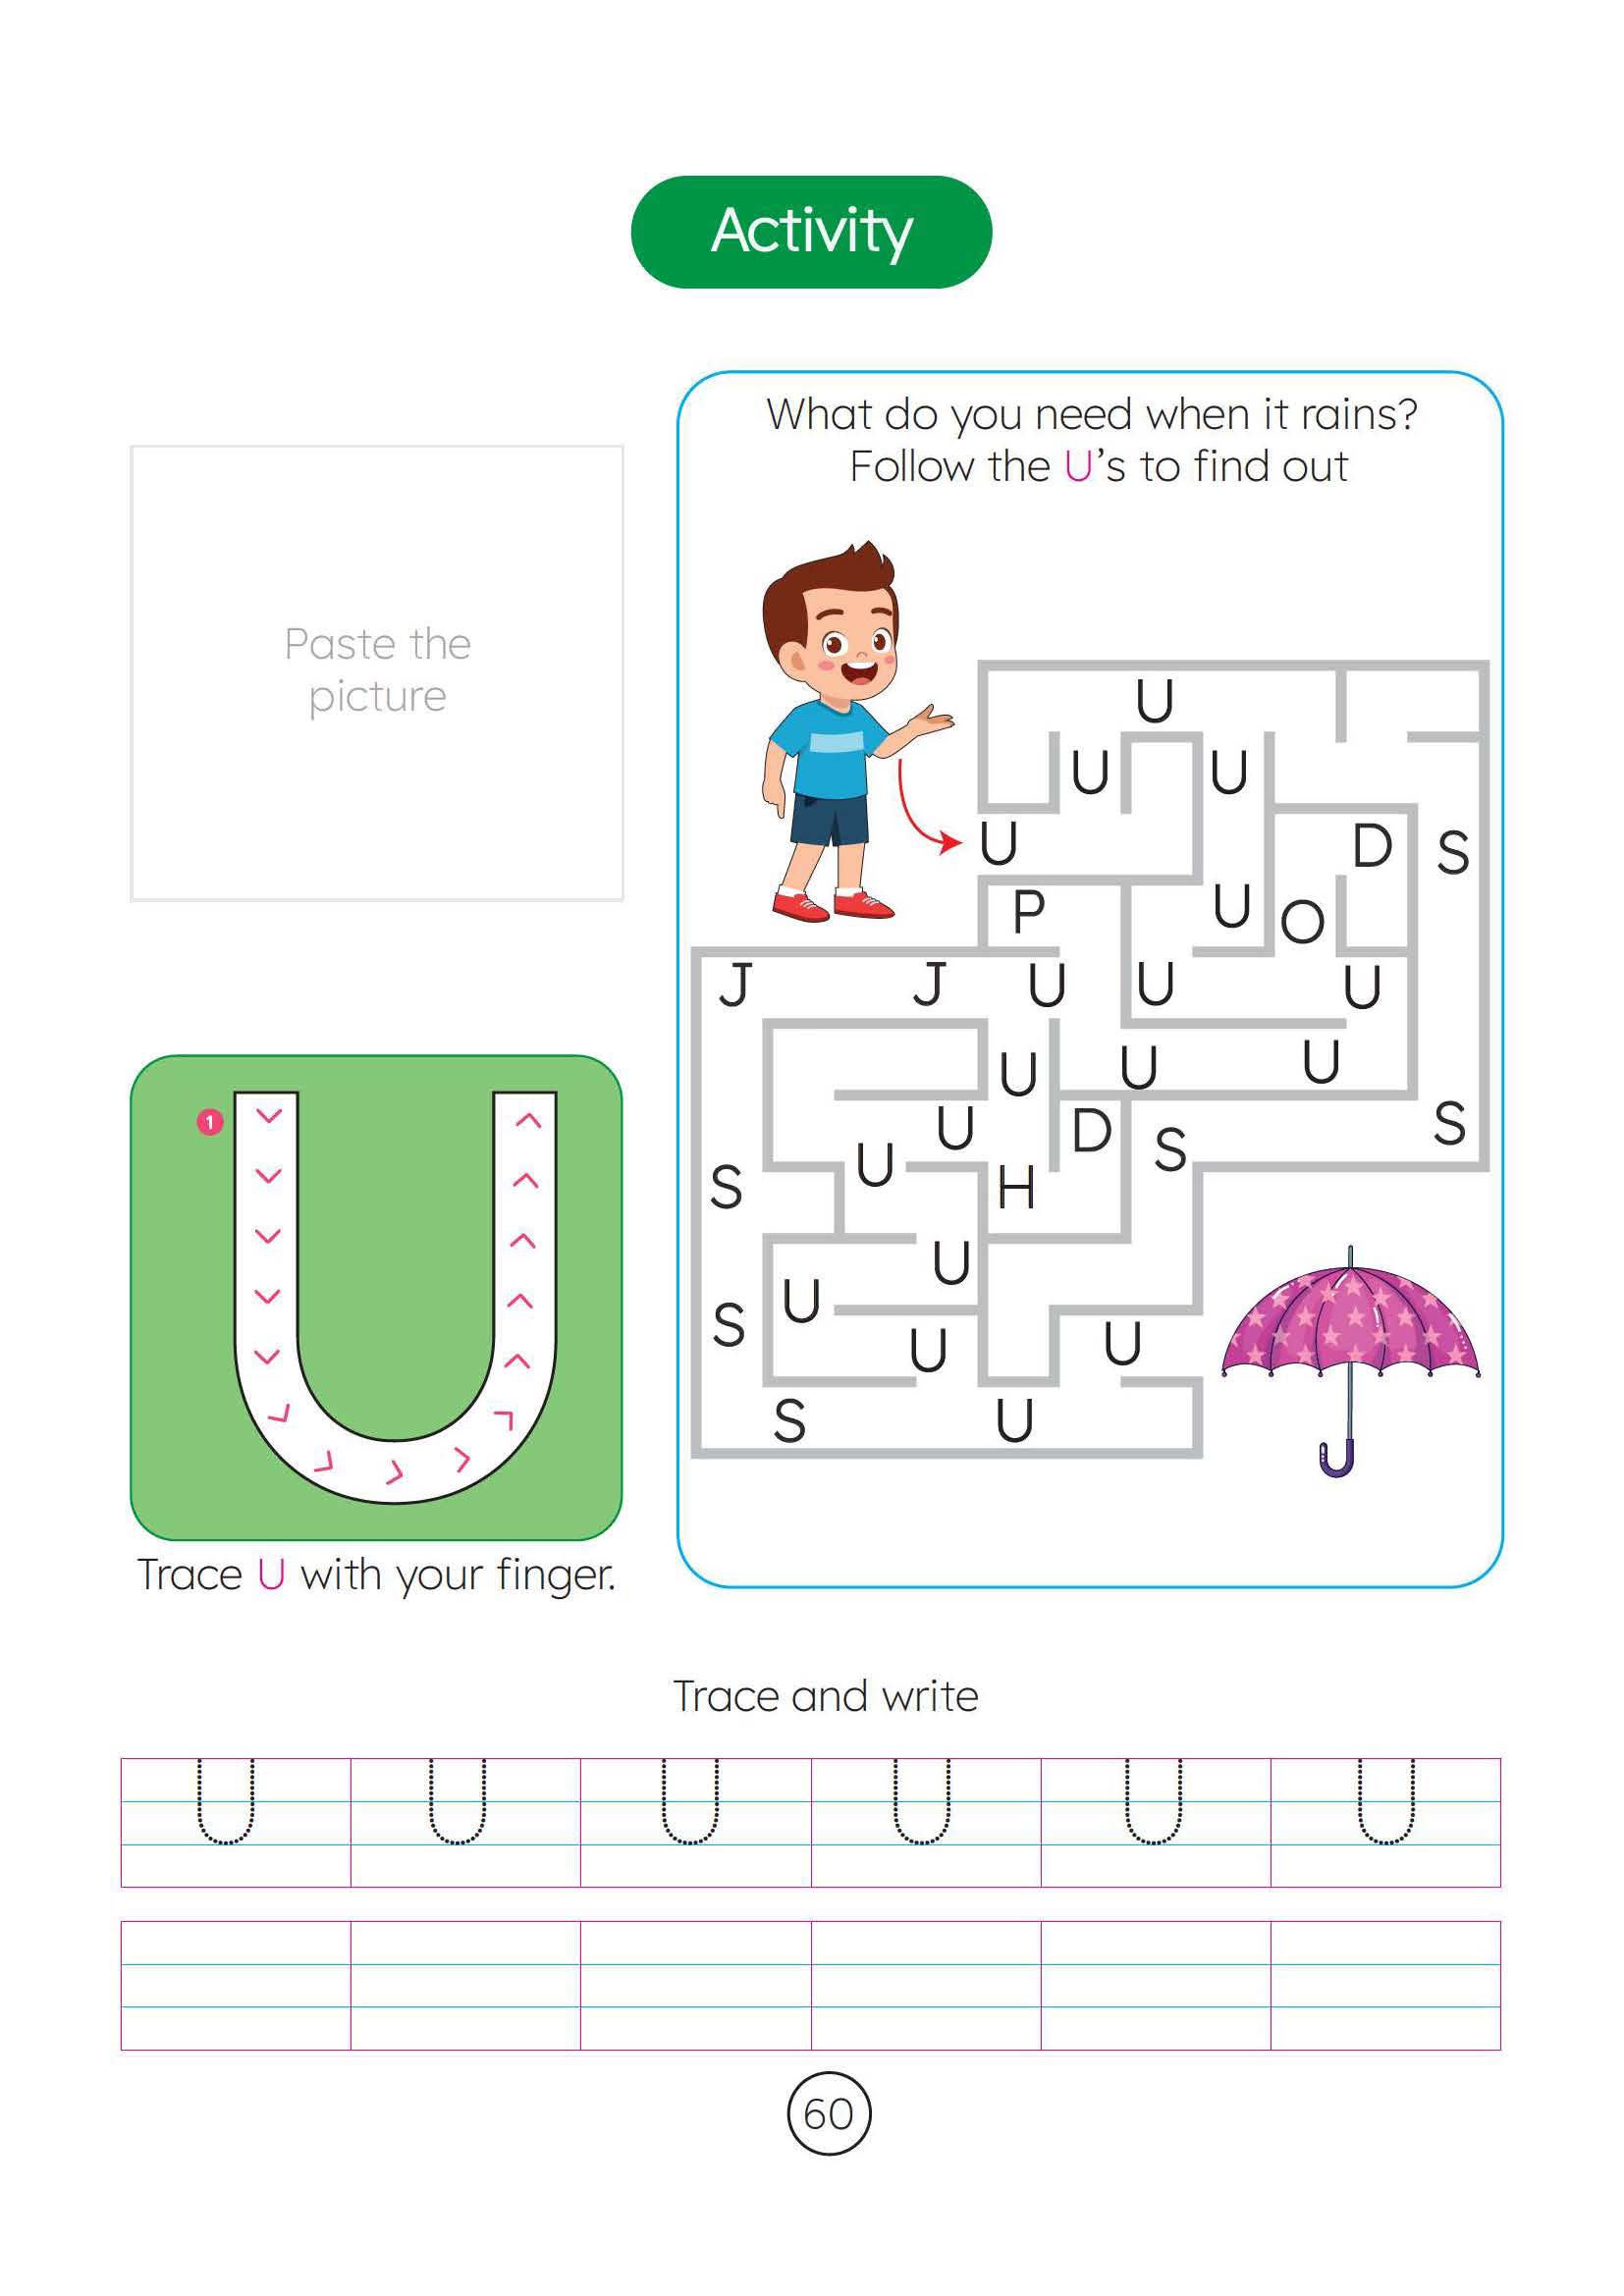 Activity
What do you need when it rains?
Follow the U’s to find out
Paste the
picture
U
U U
U D S
P U O
J J U U U
U U U
U D S S
S U H
U
S U
U U
S U
1
Trace U with your finger.
Trace and write
U U U U U U
60